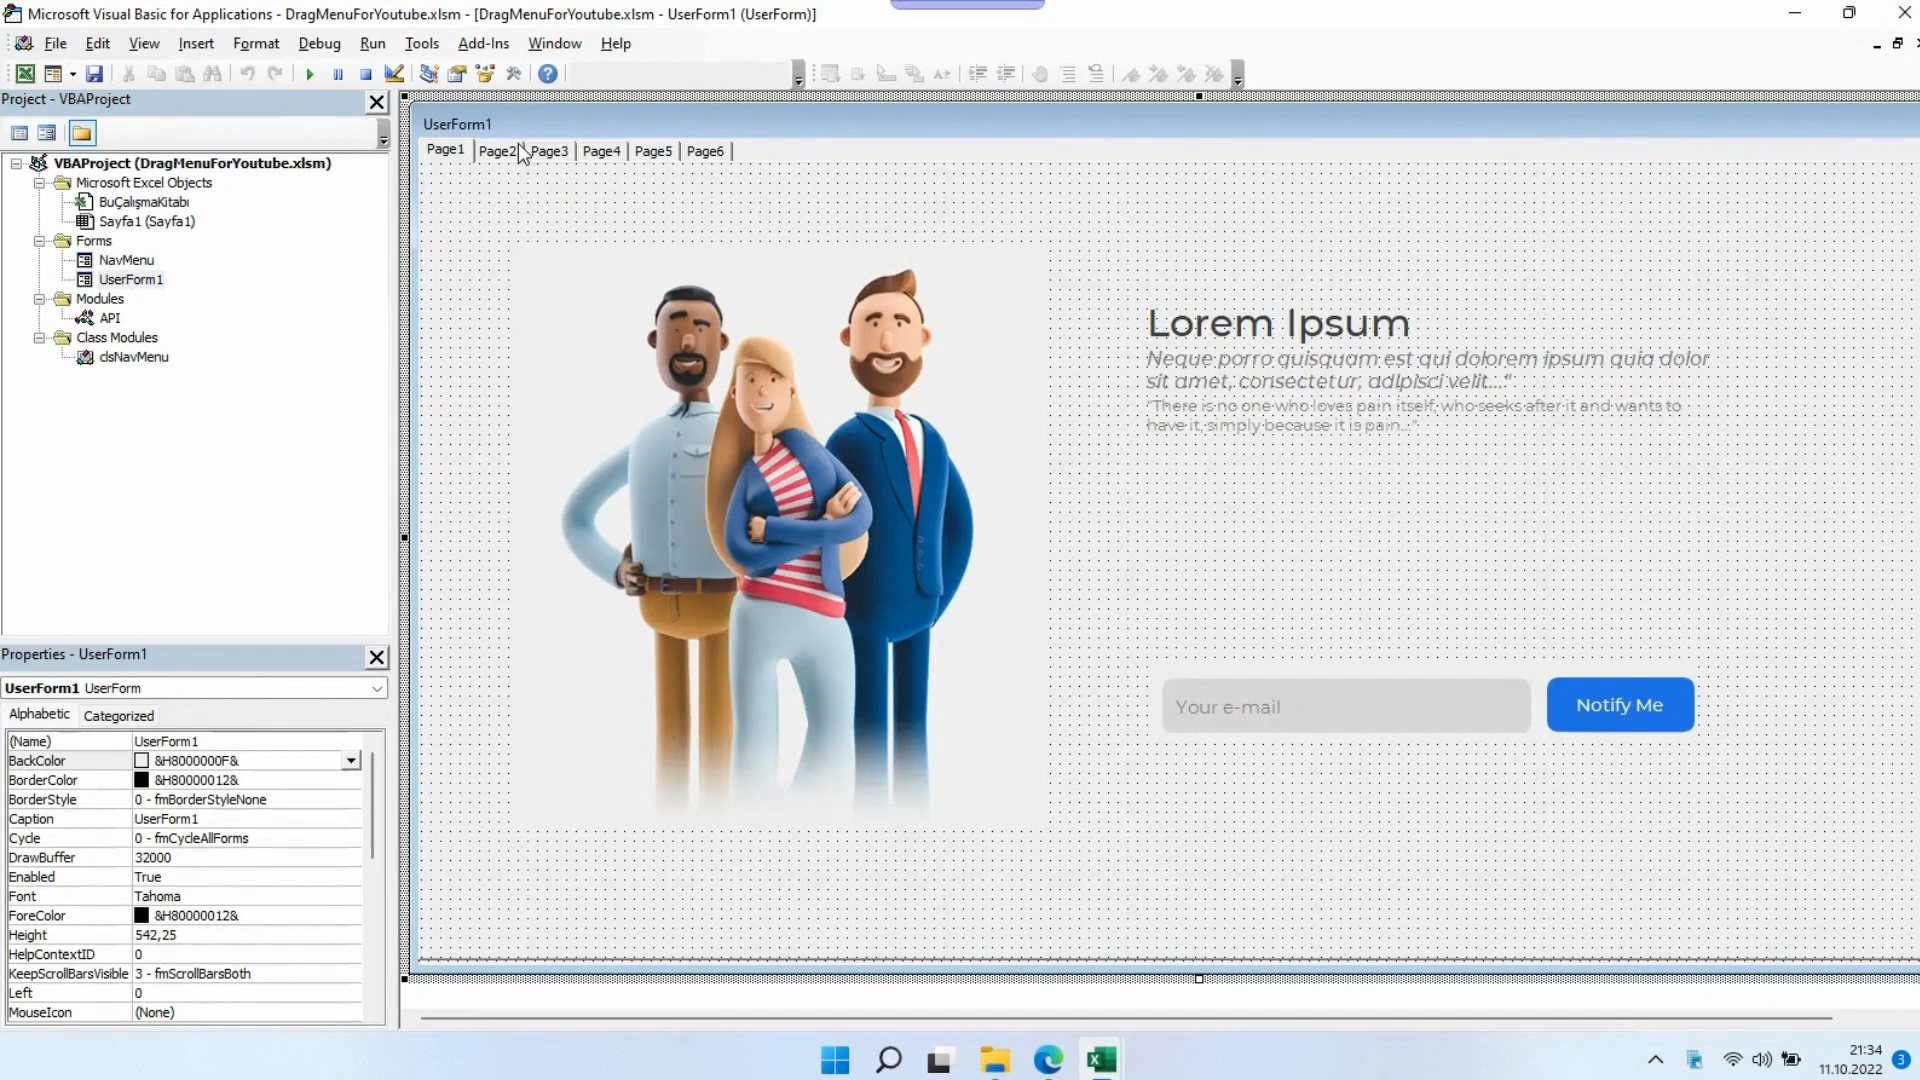 Microsoft Visual Basic for Applications - DragMenuForYoutube.xlsm - [DragMenuForYoutube.xlsm - UserForm1 (UserForm)]
File Edit View Insert Format Debug Run Tools Add-Ins Window Help
Project - VBAProject
VBAProject (DragMenuForYoutube.xlsm)
Microsoft Excel Objects
BuÇalışmaKitabı
Sayfa1 (Sayfa1)
Forms
NavMenu
UserForm1
Modules
API
Class Modules
clsNavMenu
Properties - UserForm1
UserForm1 UserForm
Alphabetic Categorized
(Name) UserForm1
BackColor &H8000000F&
BorderColor &H80000012&
BorderStyle 0 - fmBorderStyleNone
Caption UserForm1
Cycle 0 - fmCycleAllForms
DrawBuffer 32000
Enabled True
Font Tahoma
ForeColor &H80000012&
Height 542,25
HelpContextID 0
KeepScrollBarsVisible 3 - fmScrollBarsBoth
Left 0
MouseIcon (None)
UserForm1
Page1 Page2 Page3 Page4 Page5 Page6
Lorem Ipsum
Neque porro quisquam est qui dolorem ipsum quia dolor
sit amet, consectetur, adipisci velit..."
"There is no one who loves pain itself, who seeks after it and wants to
have it, simply because it is pain..."
Your e-mail
Notify Me
21:34
11.10.2022
3